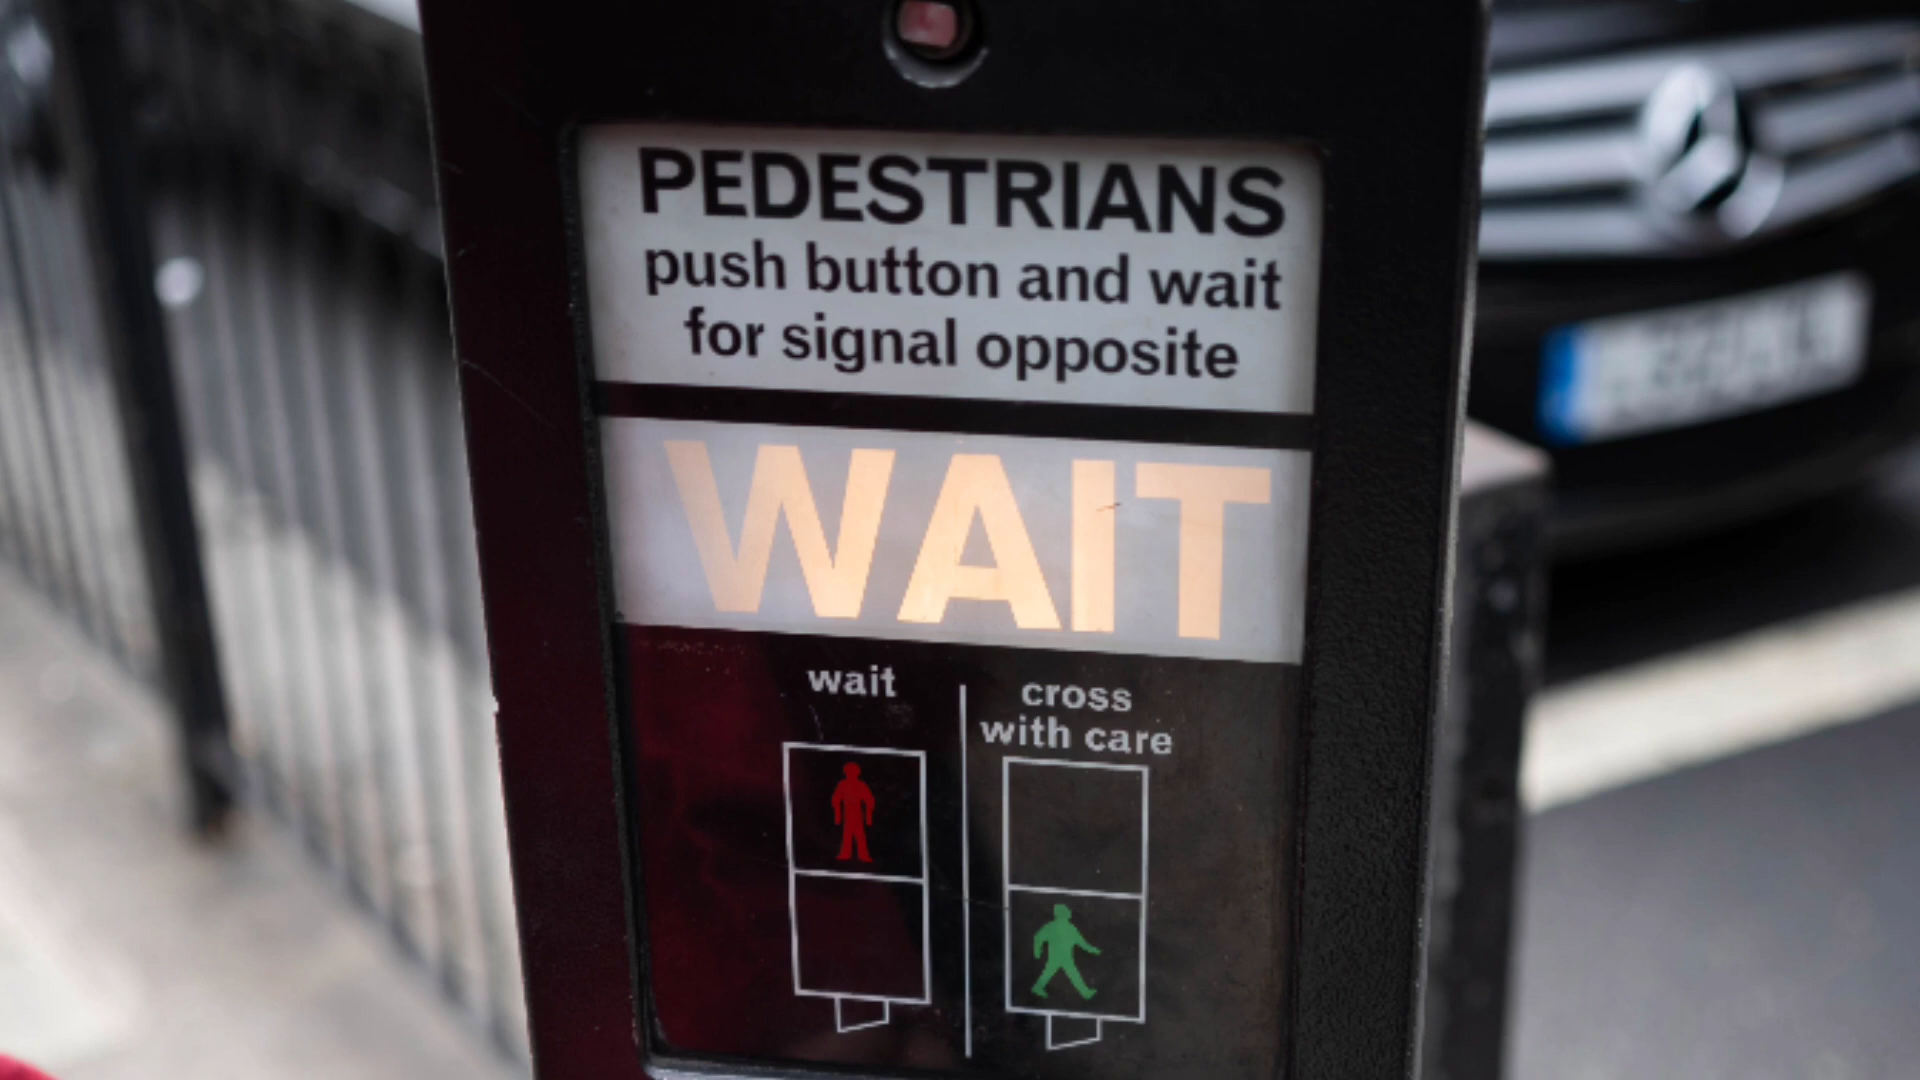 PEDESTRIANS
push button and wait
for signal opposite
WAIT
wait
cross
with care